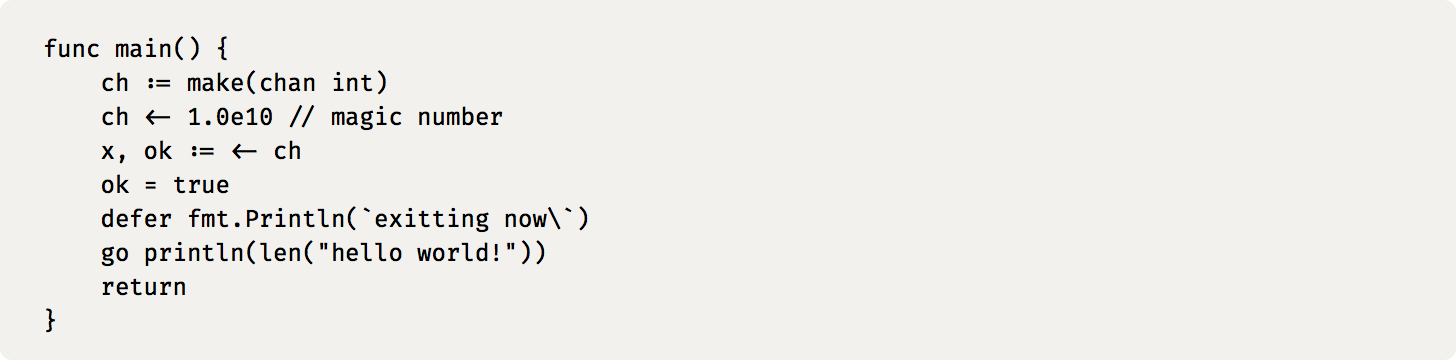 func main() {
    ch := make(chan int)
    ch <- 1.0e10 // magic number
    x, ok := <- ch
    ok = true
    defer fmt.Println(`exitting now\`)
    go println(len("hello world!"))
    return
}